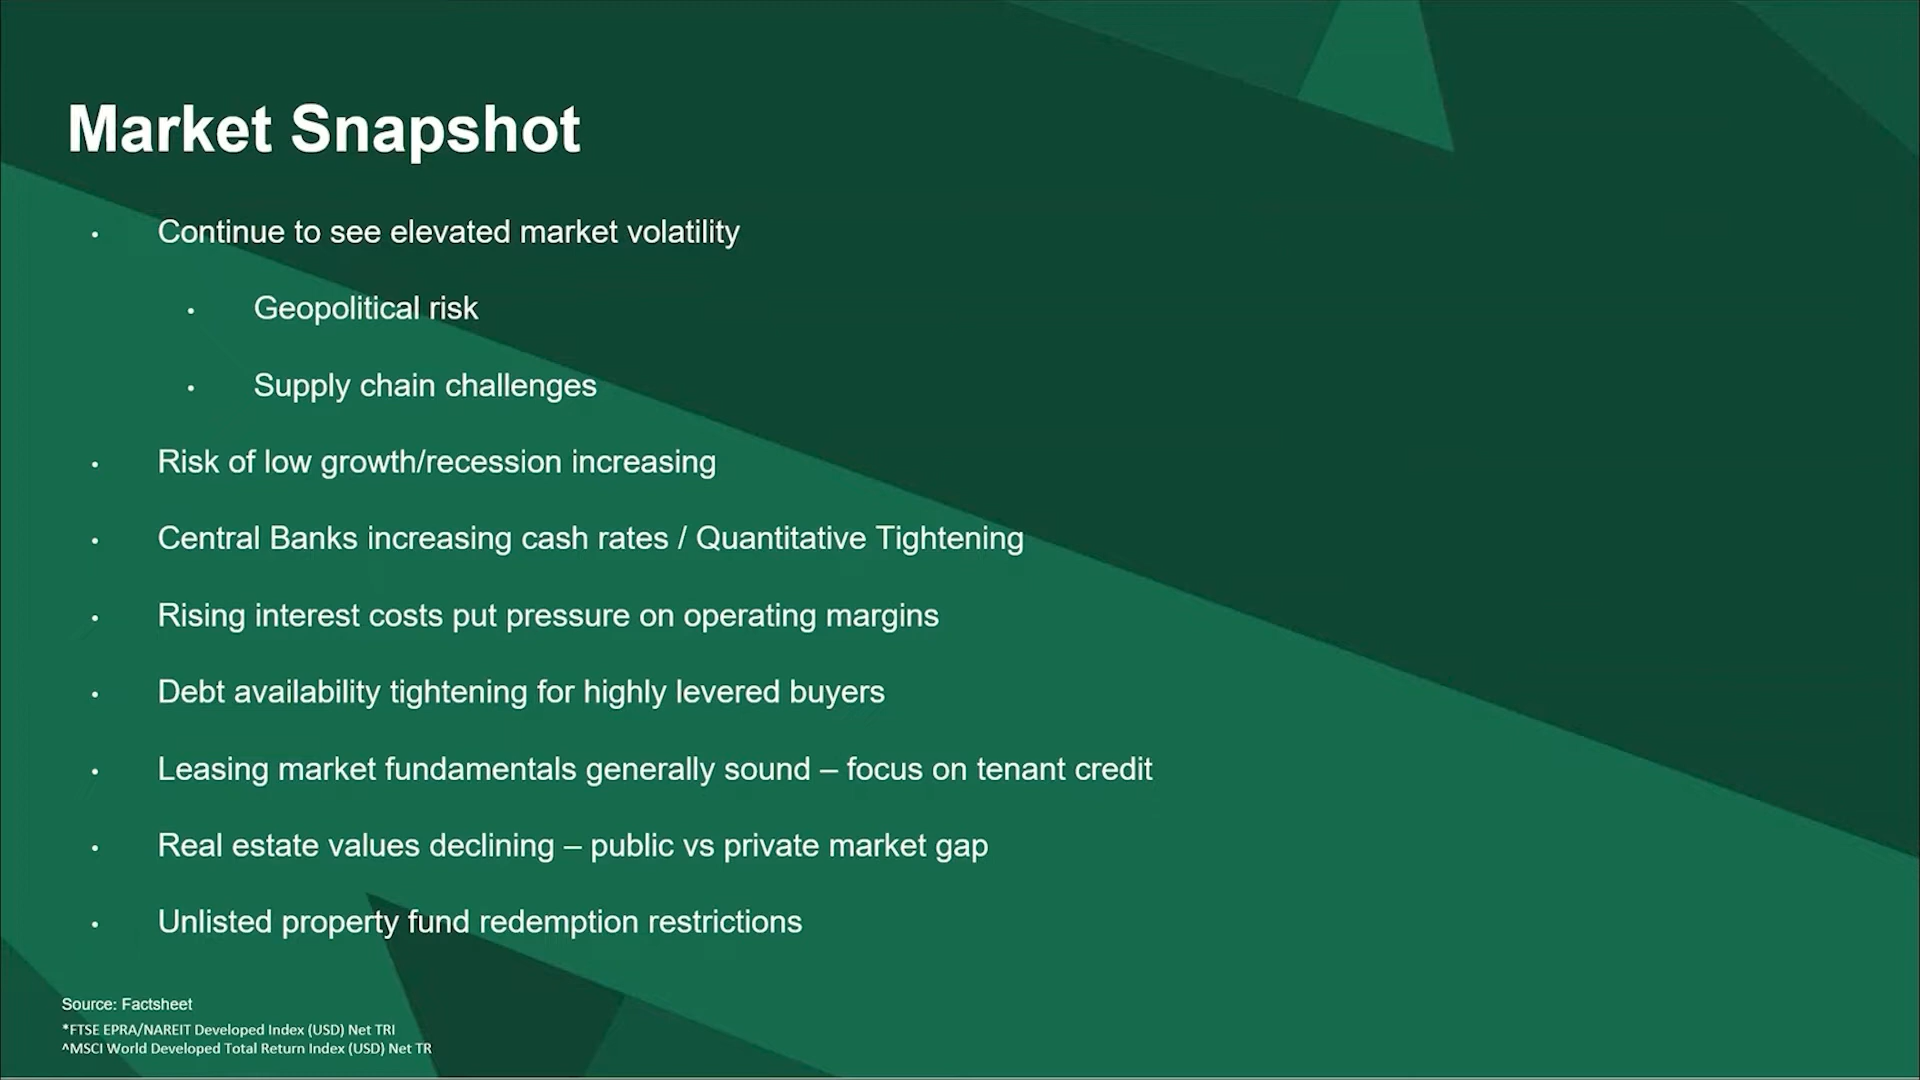 Market Snapshot
• Continue to see elevated market volatility
• Geopolitical risk
• Supply chain challenges
• Risk of low growth/recession increasing
• Central Banks increasing cash rates / Quantitative Tightening
• Rising interest costs put pressure on operating margins
• Debt availability tightening for highly levered buyers
• Leasing market fundamentals generally sound – focus on tenant credit
• Real estate values declining – public vs private market gap
• Unlisted property fund redemption restrictions
Source: Factsheet
*FTSE EPRA/NAREIT Developed Index (USD) Net TRI
^MSCI World Developed Total Return Index (USD) Net TR